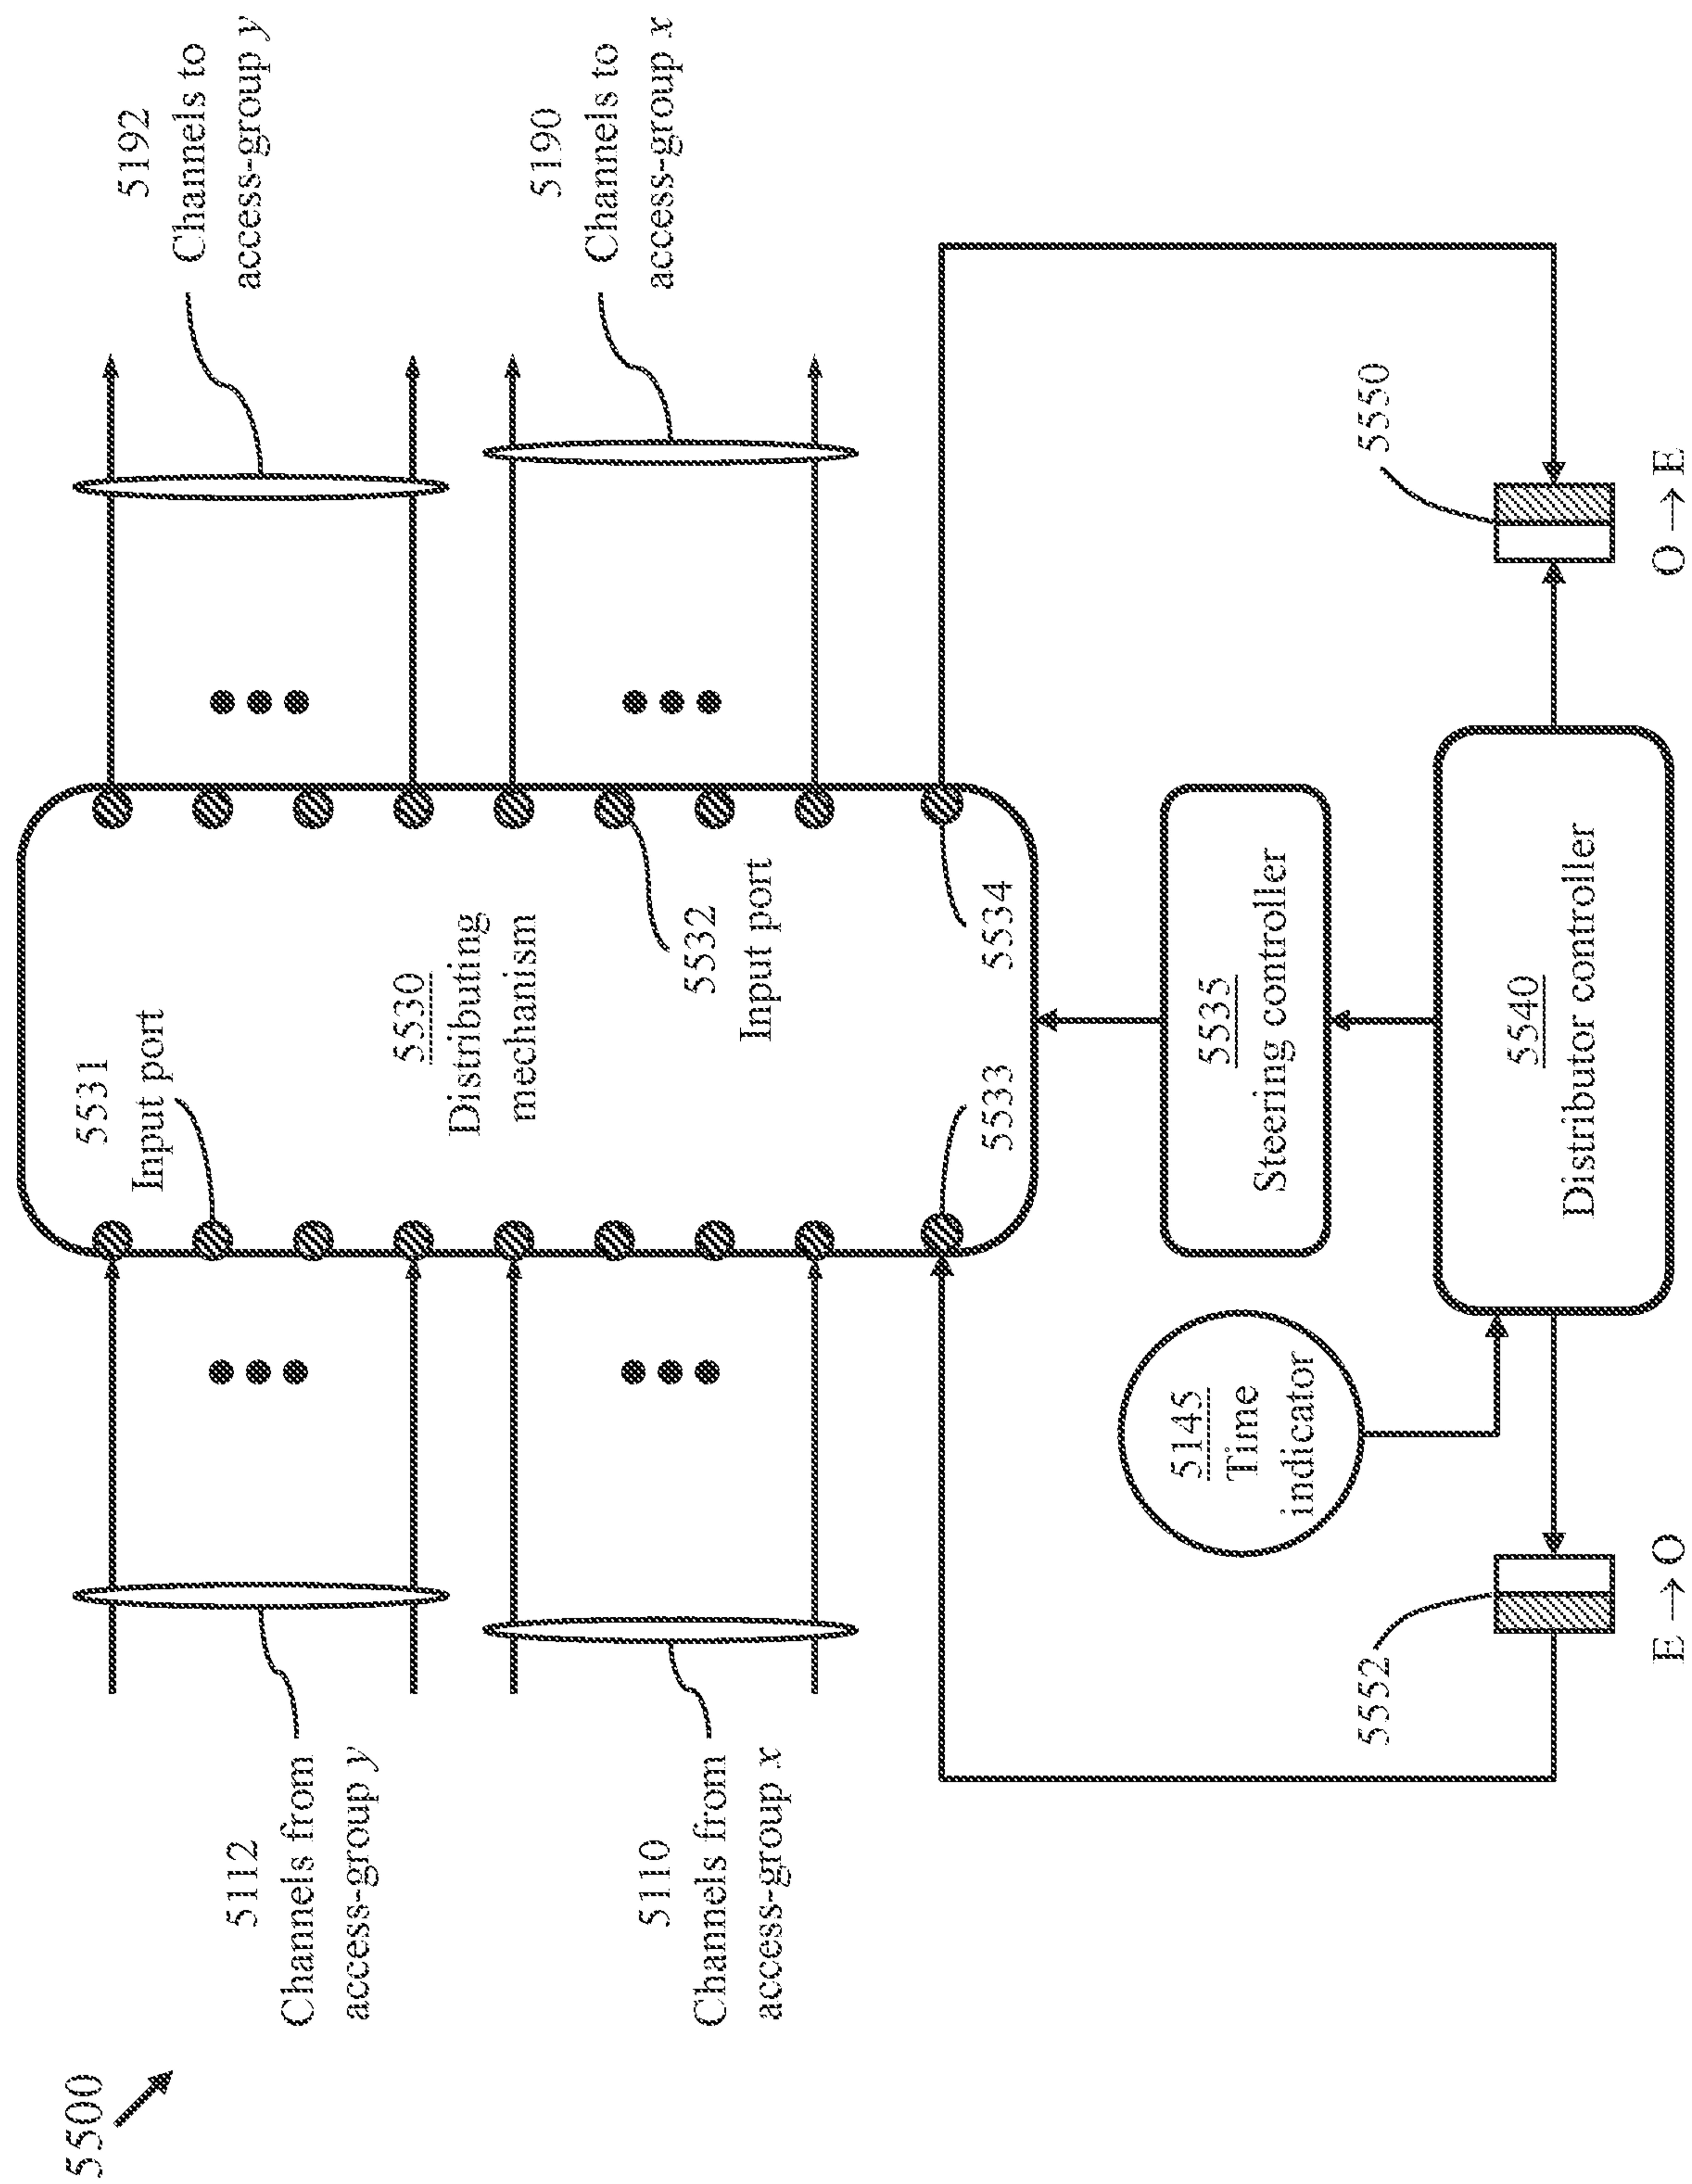 5500
5112
Channels from
access-group y
5110
Channels from
access-group x
5531
Input port
5530
Distributing
mechanism
5532
Input port
5533
5534
5192
Channels to
access-group y
5190
Channels to
access-group x
5145
Time
indicator
5535
Steering controller
5540
Distributor controller
5552
E → O
5550
O → E